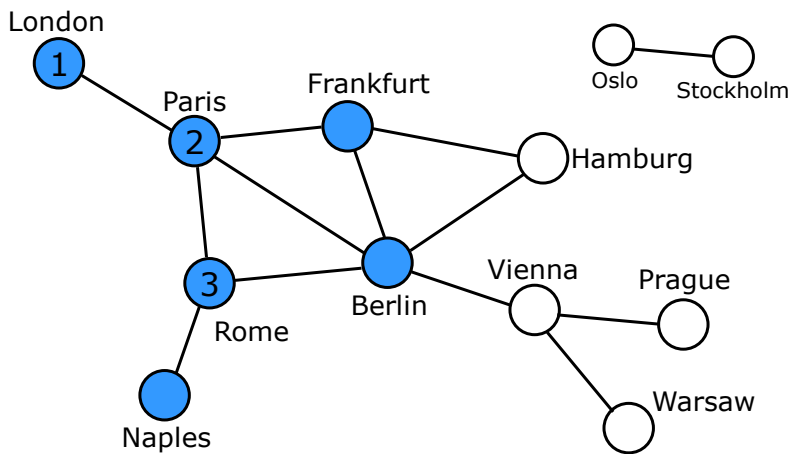 London
1
Paris
2
Frankfurt
Oslo
Stockholm
Hamburg
3
Rome
Berlin
Vienna
Prague
Naples
Warsaw